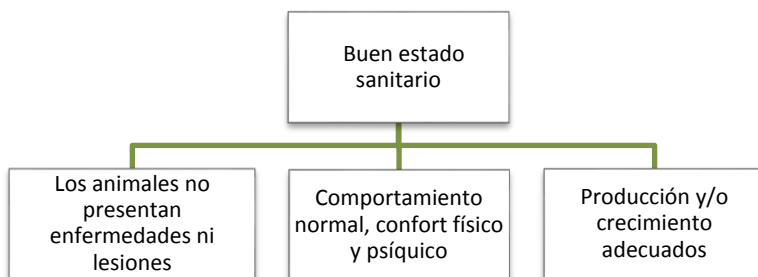 Buen estado
sanitario
Los animales no
presentan
enfermedades ni
lesiones
Comportamiento
normal, confort físico
y psíquico
Producción y/o
crecimiento
adecuados